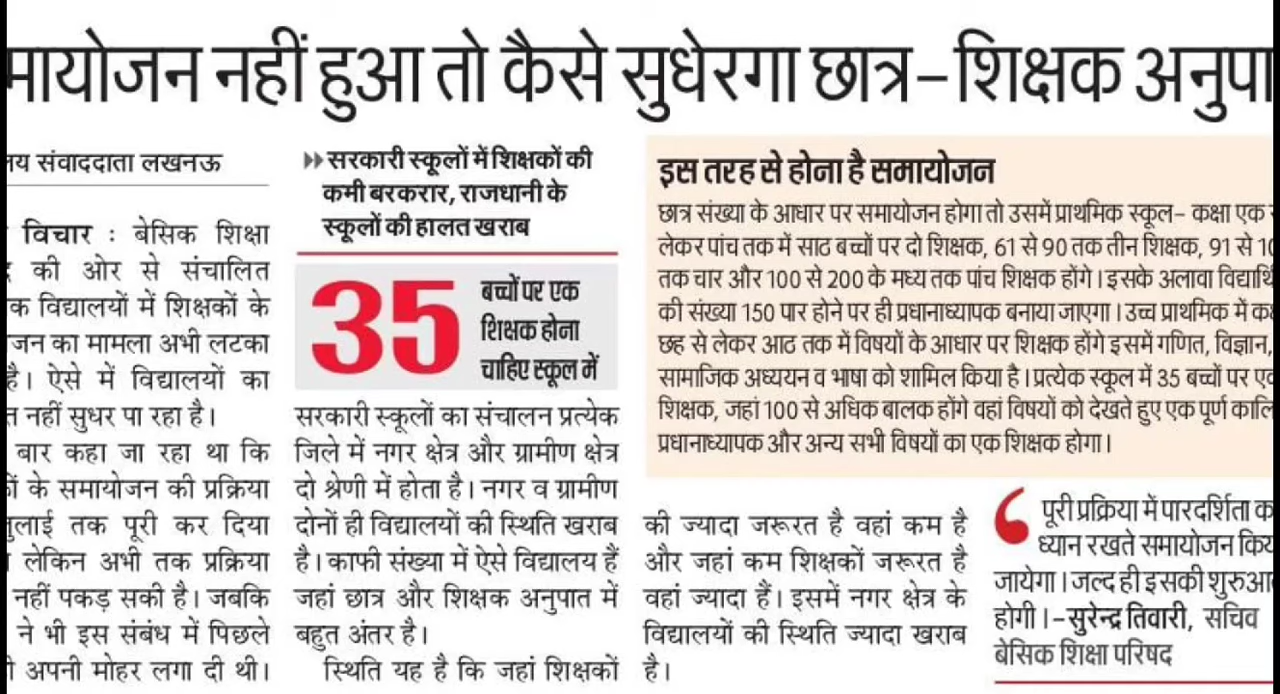 मायोजन नहीं हुआ तो कैसे सुधेरगा छात्र-शिक्षक अनुपा
संवाददाता लखनऊ
विचार : बेसिक शिक्षा
की ओर से संचालित
क विद्यालयों में शिक्षकों के
जन का मामला अभी लटका
है। ऐसे में विद्यालयों का
त नहीं सुधर पा रहा है।
बार कहा जा रहा था कि
के समायोजन की प्रक्रिया
तक पूरी कर दिया
लेकिन अभी तक प्रक्रिया
नहीं पकड़ सकी है। जबकि
ने भी इस संबंध में पिछले
अपनी मोहर लगा दी थी।
सरकारी स्कूलों में शिक्षकों की
कमी बरकरार, राजधानी के
स्कूलों की हालत खराब
35 बच्चों पर एक
शिक्षक होना
चाहिए स्कूल में
सरकारी स्कूलों का संचालन प्रत्येक
जिले में नगर क्षेत्र और ग्रामीण क्षेत्र
दो श्रेणी में होता है। नगर व ग्रामीण
दोनों ही विद्यालयों की स्थिति खराब
है। काफी संख्या में ऐसे विद्यालय हैं
जहां छात्र और शिक्षक अनुपात में
बहुत अंतर है।
स्थिति यह है कि जहां शिक्षकों
की ज्यादा जरूरत है वहां कम है
और जहां कम शिक्षकों जरूरत है
वहां ज्यादा हैं। इसमें नगर क्षेत्र के
विद्यालयों की स्थिति ज्यादा खराब
है।
इस तरह से होना है समायोजन
छात्र संख्या के आधार पर समायोजन होगा तो उसमें प्राथमिक स्कूल- कक्षा एक
लेकर पांच तक में साठ बच्चों पर दो शिक्षक, 61 से 90 तक तीन शिक्षक, 91 से 10
तक चार और 100 से 200 के मध्य तक पांच शिक्षक होंगे। इसके अलावा विद्यार्थि
की संख्या 150 पार होने पर ही प्रधानाध्यापक बनाया जाएगा। उच्च प्राथमिक में कक्ष
छह से लेकर आठ तक में विषयों के आधार पर शिक्षक होंगे इसमें गणित, विज्ञान,
सामाजिक अध्ययन व भाषा को शामिल किया है। प्रत्येक स्कूल में 35 बच्चों पर एक
शिक्षक, जहां 100 से अधिक बालक होंगे वहां विषयों को देखते हुए एक पूर्ण कालि
प्रधानाध्यापक और अन्य सभी विषयों का एक शिक्षक होगा।
पूरी प्रक्रिया में पारदर्शिता क
ध्यान रखते समायोजन किय
जायेगा। जल्द ही इसकी शुरुआ
होगी।-सुरेन्द्र तिवारी, सचिव
बेसिक शिक्षा परिषद